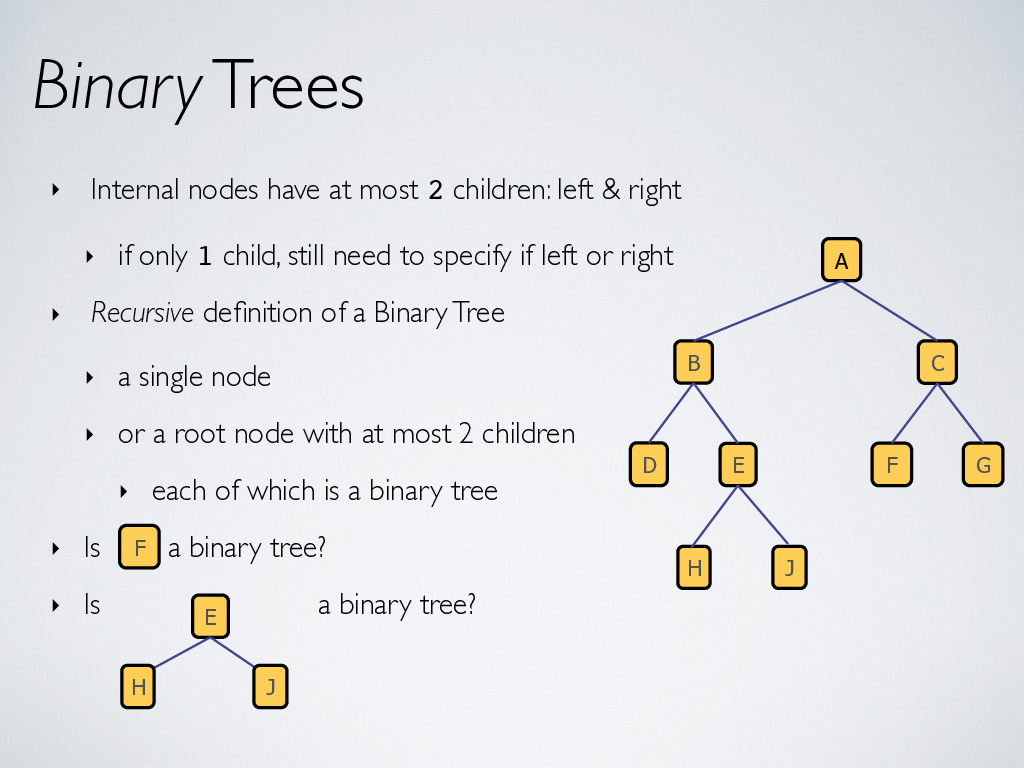 Binary Trees
‣ Internal nodes have at most 2 children: left & right
‣ if only 1 child, still need to specify if left or right
‣ Recursive definition of a Binary Tree
‣ a single node
‣ or a root node with at most 2 children
‣ each of which is a binary tree
‣ Is F a binary tree?
‣ Is E a binary tree?
H J
A
B C
D E F G
H J